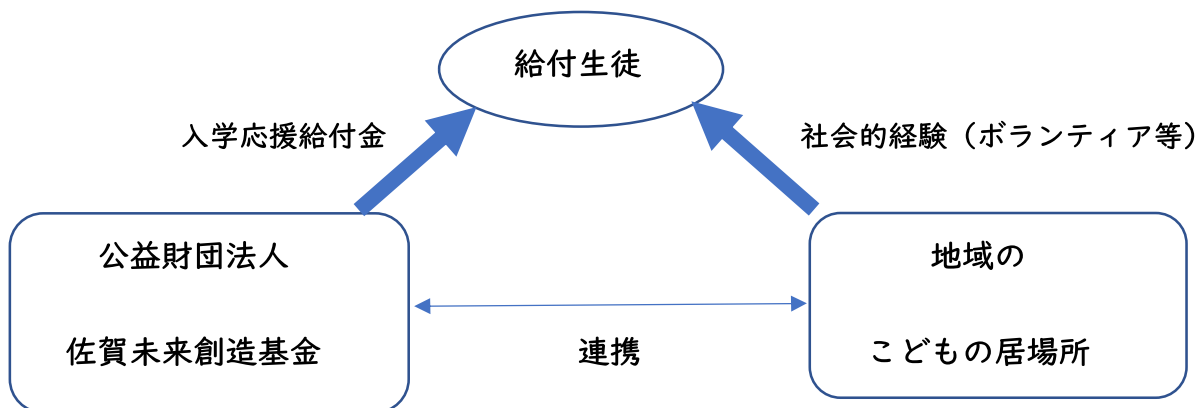 給付生徒
入学応援給付金
社会的経験（ボランティア等）
公益財団法人
佐賀未来創造基金
連携
地域の
こどもの居場所